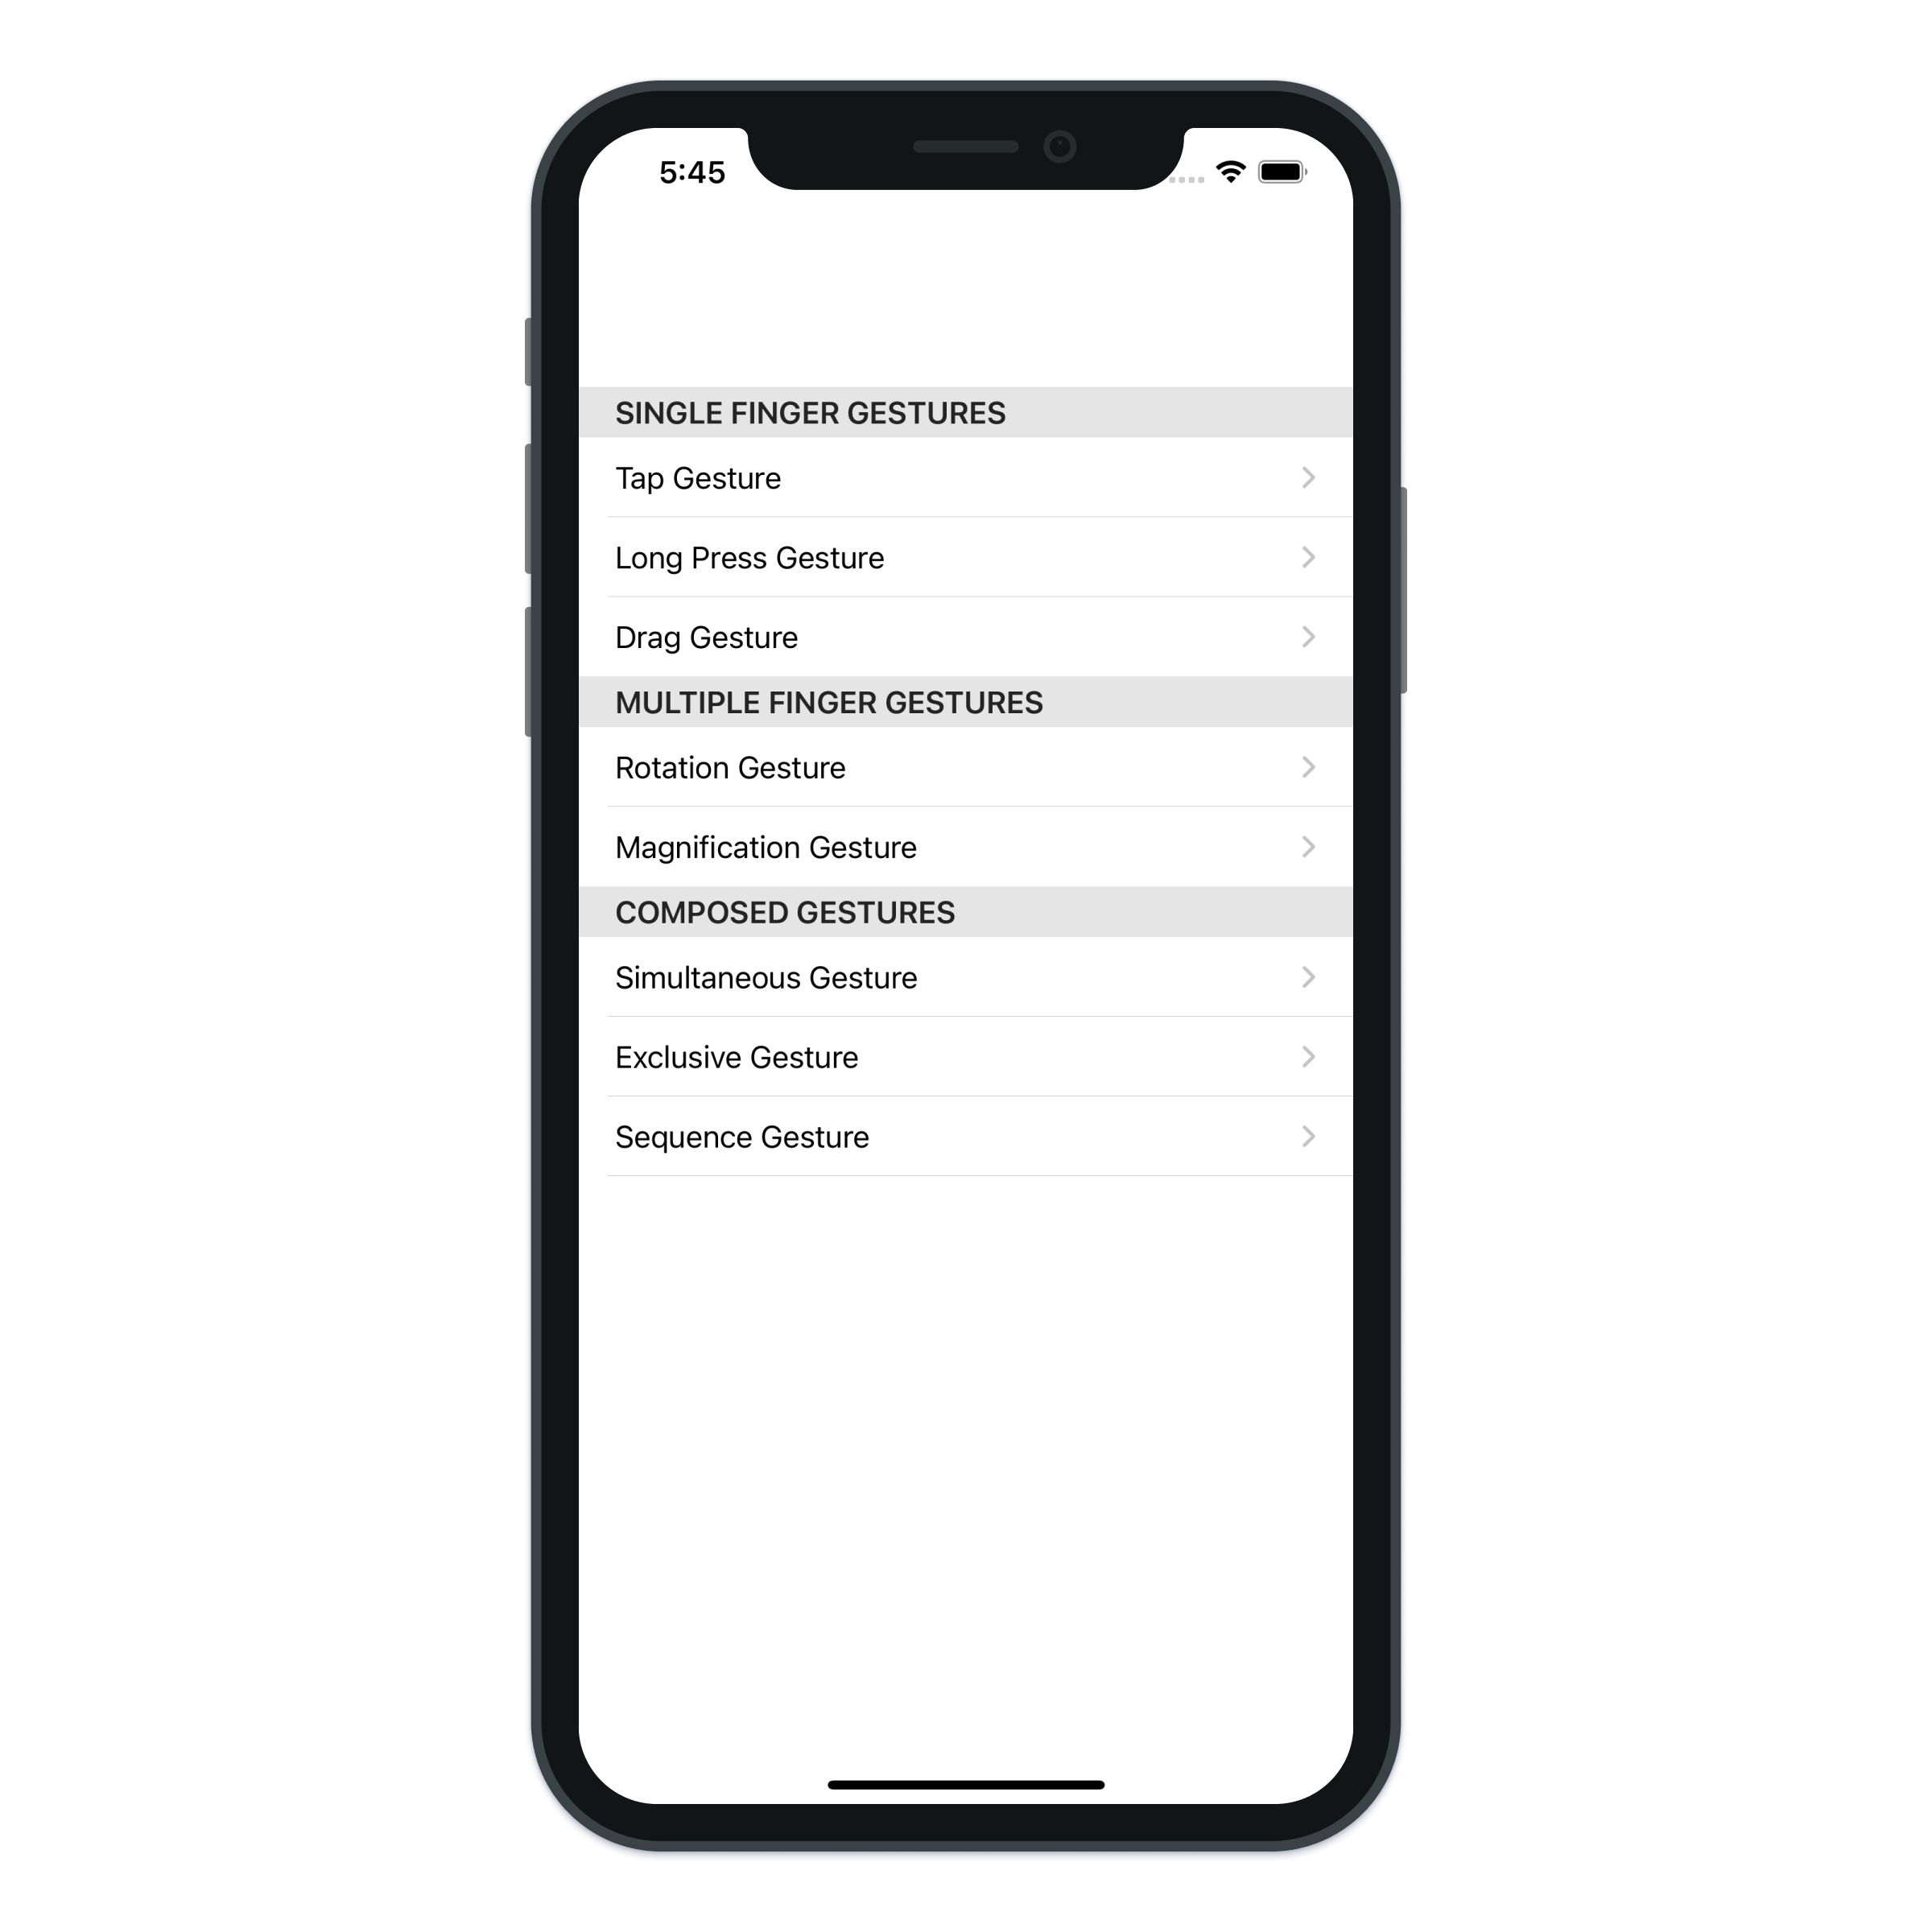 5:45
SINGLE FINGER GESTURES
Tap Gesture
Long Press Gesture
Drag Gesture
MULTIPLE FINGER GESTURES
Rotation Gesture
Magnification Gesture
COMPOSED GESTURES
Simultaneous Gesture
Exclusive Gesture
Sequence Gesture